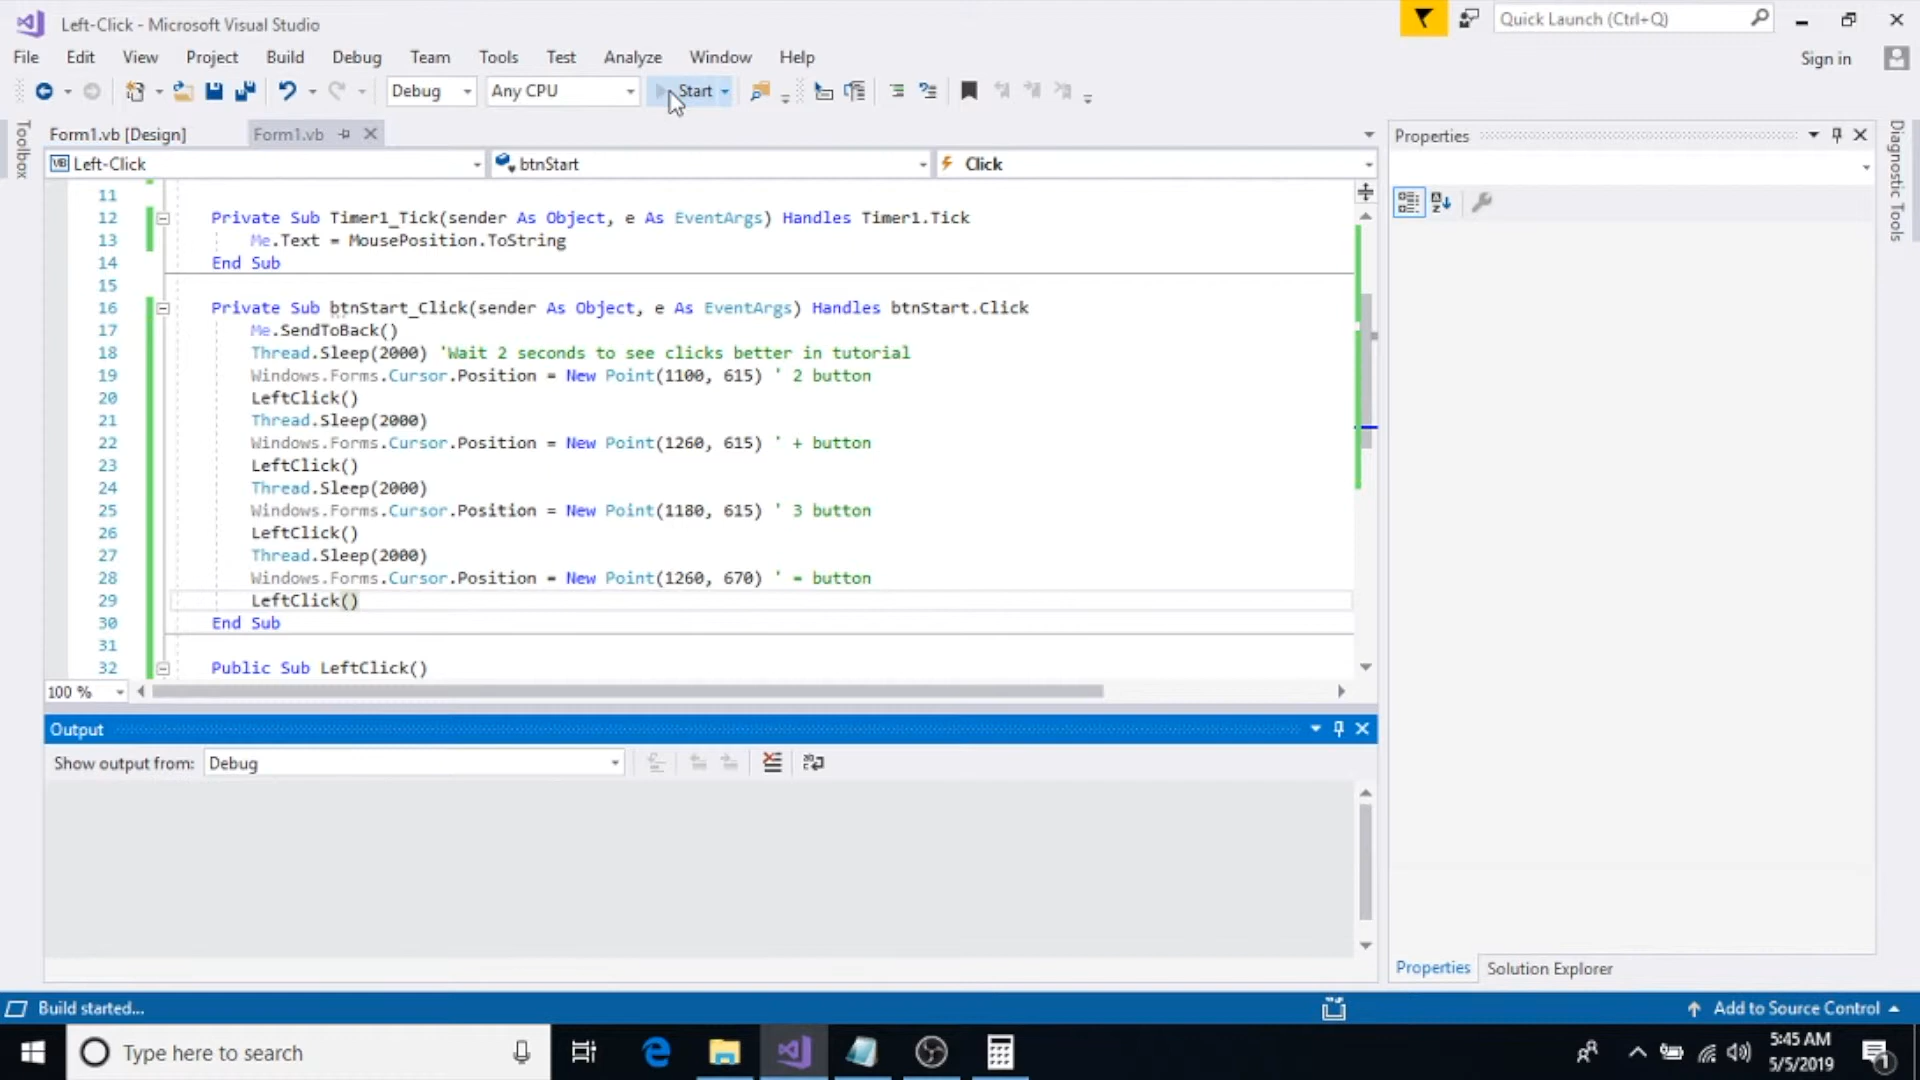 Left-Click - Microsoft Visual Studio
Quick Launch (Ctrl+Q)
File Edit View Project Build Debug Team Tools Test Analyze Window Help
Sign in
Debug Any CPU Start
Toolbox
Form1.vb [Design] Form1.vb
Left-Click btnStart Click
11
12 Private Sub Timer1_Tick(sender As Object, e As EventArgs) Handles Timer1.Tick
13 Me.Text = MousePosition.ToString
14 End Sub
15
16 Private Sub btnStart_Click(sender As Object, e As EventArgs) Handles btnStart.Click
17 Me.SendToBack()
18 Thread.Sleep(2000) 'Wait 2 seconds to see clicks better in tutorial
19 Windows.Forms.Cursor.Position = New Point(1100, 615) ' 2 button
20 LeftClick()
21 Thread.Sleep(2000)
22 Windows.Forms.Cursor.Position = New Point(1260, 615) ' + button
23 LeftClick()
24 Thread.Sleep(2000)
25 Windows.Forms.Cursor.Position = New Point(1180, 615) ' 3 button
26 LeftClick()
27 Thread.Sleep(2000)
28 Windows.Forms.Cursor.Position = New Point(1260, 670) ' = button
29 LeftClick()
30 End Sub
31
32 Public Sub LeftClick()
100 %
Output
Show output from: Debug
Properties
Diagnostic Tools
Properties Solution Explorer
Build started...
Add to Source Control
Type here to search
5:45 AM
5/5/2019
1